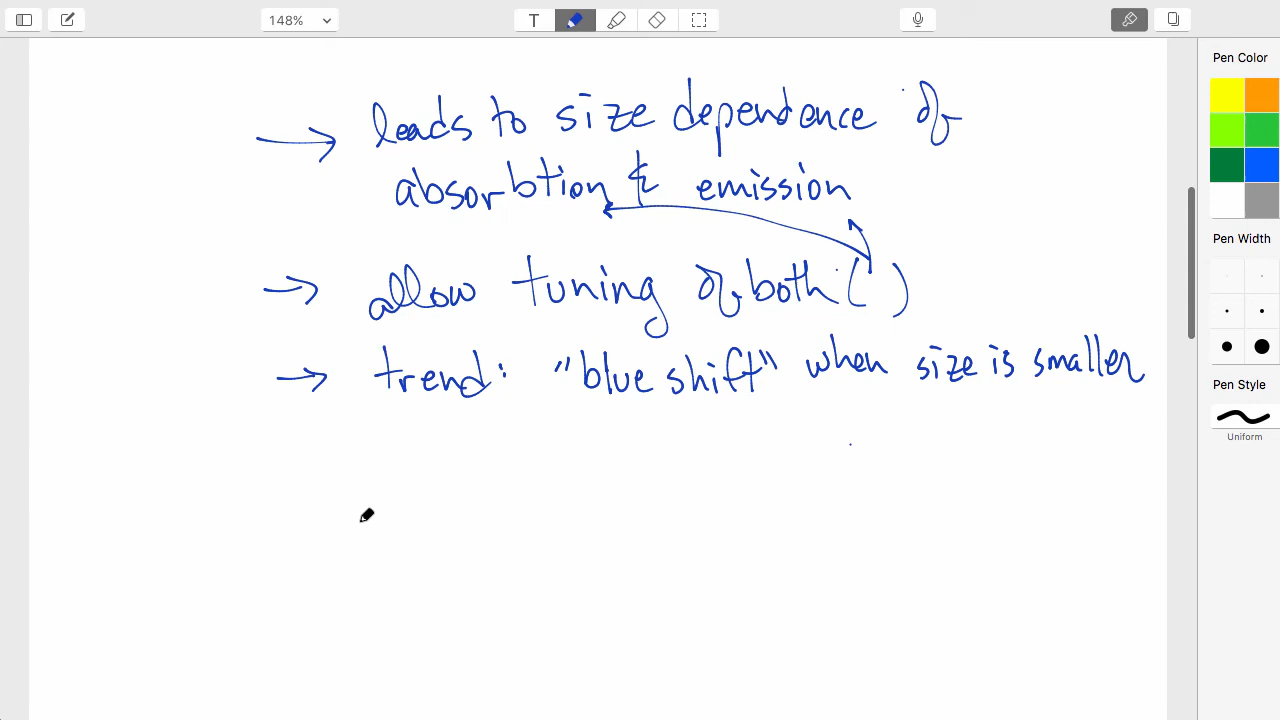 148%
T
→ leads to size dependence of
absorbtion & emission
→ allow tuning of both ( )
→ trend: "blue shift" when size is smaller
Pen Color
Pen Width
Pen Style
Uniform